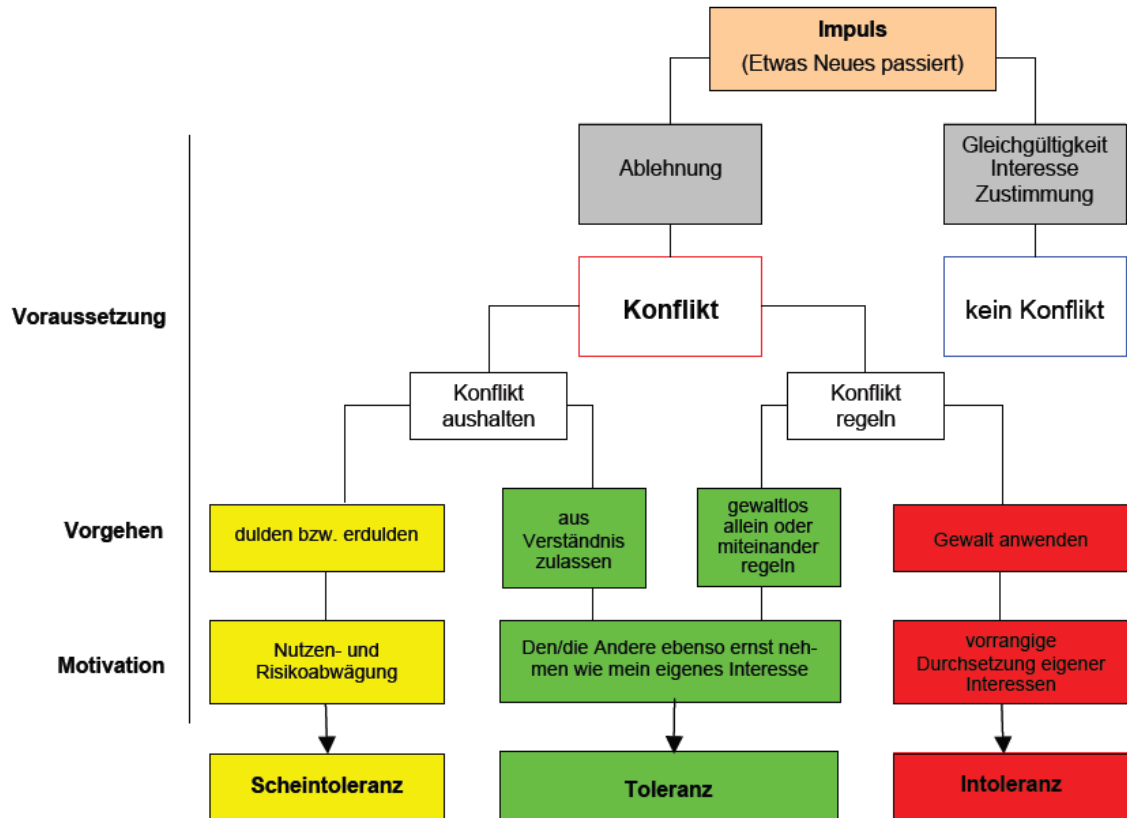 Impuls
(Etwas Neues passiert)
Ablehnung
Gleichgültigkeit
Interesse
Zustimmung
Voraussetzung
Konflikt
kein Konflikt
Konflikt
aushalten
Konflikt
regeln
Vorgehen
dulden bzw. erdulden
aus
Verständnis
zulassen
gewaltlos
allein oder
miteinander
regeln
Gewalt anwenden
Motivation
Nutzen- und
Risikoabwägung
Den/die Andere ebenso ernst neh-
men wie mein eigenes Interesse
vorrangige
Durchsetzung eigener
Interessen
Scheintoleranz
Toleranz
Intoleranz